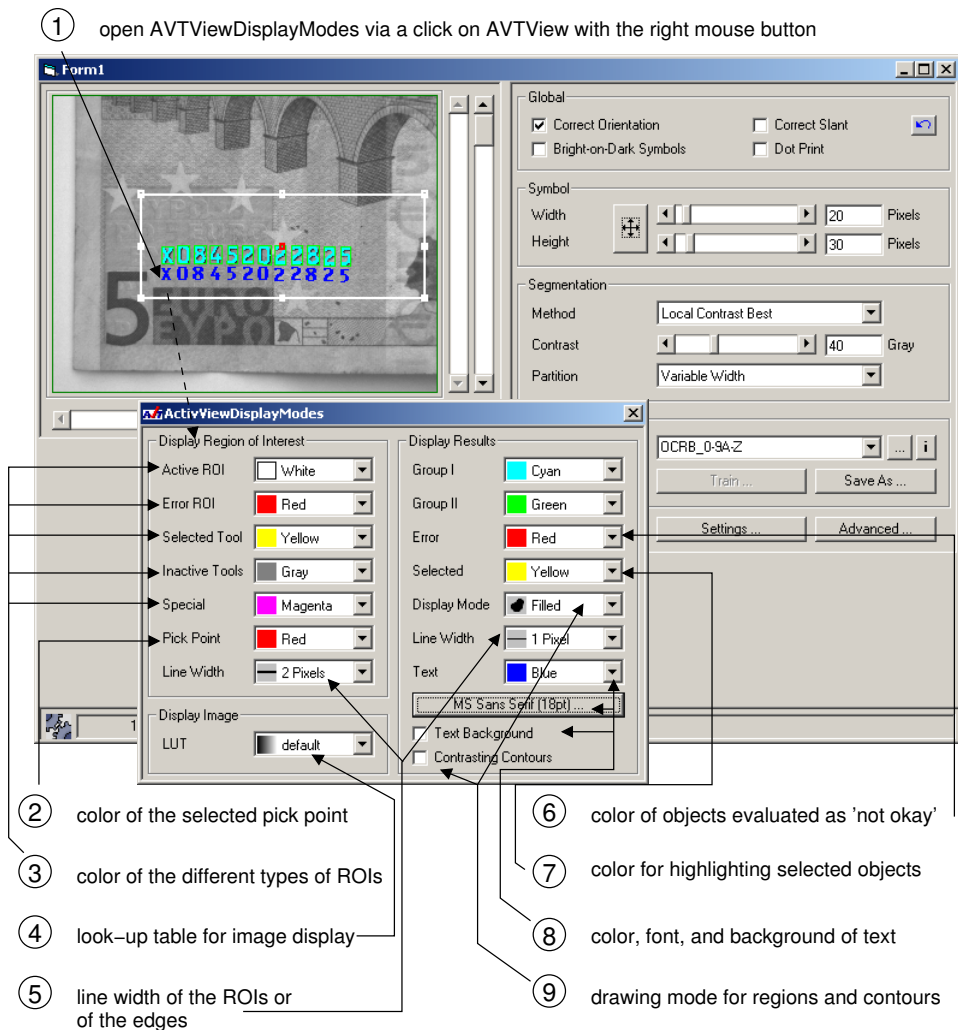 1 open AVTViewDisplayModes via a click on AVTView with the right mouse button
Form1
Global
Correct Orientation
Correct Slant
Bright-on-Dark Symbols
Dot Print
Symbol
Width
20 Pixels
Height
30 Pixels
X08452022825
X08452022825
Segmentation
Method
Local Contrast Best
Contrast
40 Gray
Partition
Variable Width
5 EURO
EYPO
OCRB_0-9A-Z ... i
Train ...
Save As ...
Settings ...
Advanced ...
ActivViewDisplayModes
Display Region of Interest
Active ROI White
Error ROI Red
Selected Tool Yellow
Inactive Tools Gray
Special Magenta
Pick Point Red
Line Width 2 Pixels
Display Image
LUT default
Display Results
Group I Cyan
Group II Green
Error Red
Selected Yellow
Display Mode Filled
Line Width 1 Pixel
Text Blue
MS Sans Serif (18pt) ...
Text Background
Contrasting Contours
1
2 color of the selected pick point
3 color of the different types of ROIs
4 look−up table for image display
5 line width of the ROIs or
of the edges
6 color of objects evaluated as ’not okay’
7 color for highlighting selected objects
8 color, font, and background of text
9 drawing mode for regions and contours